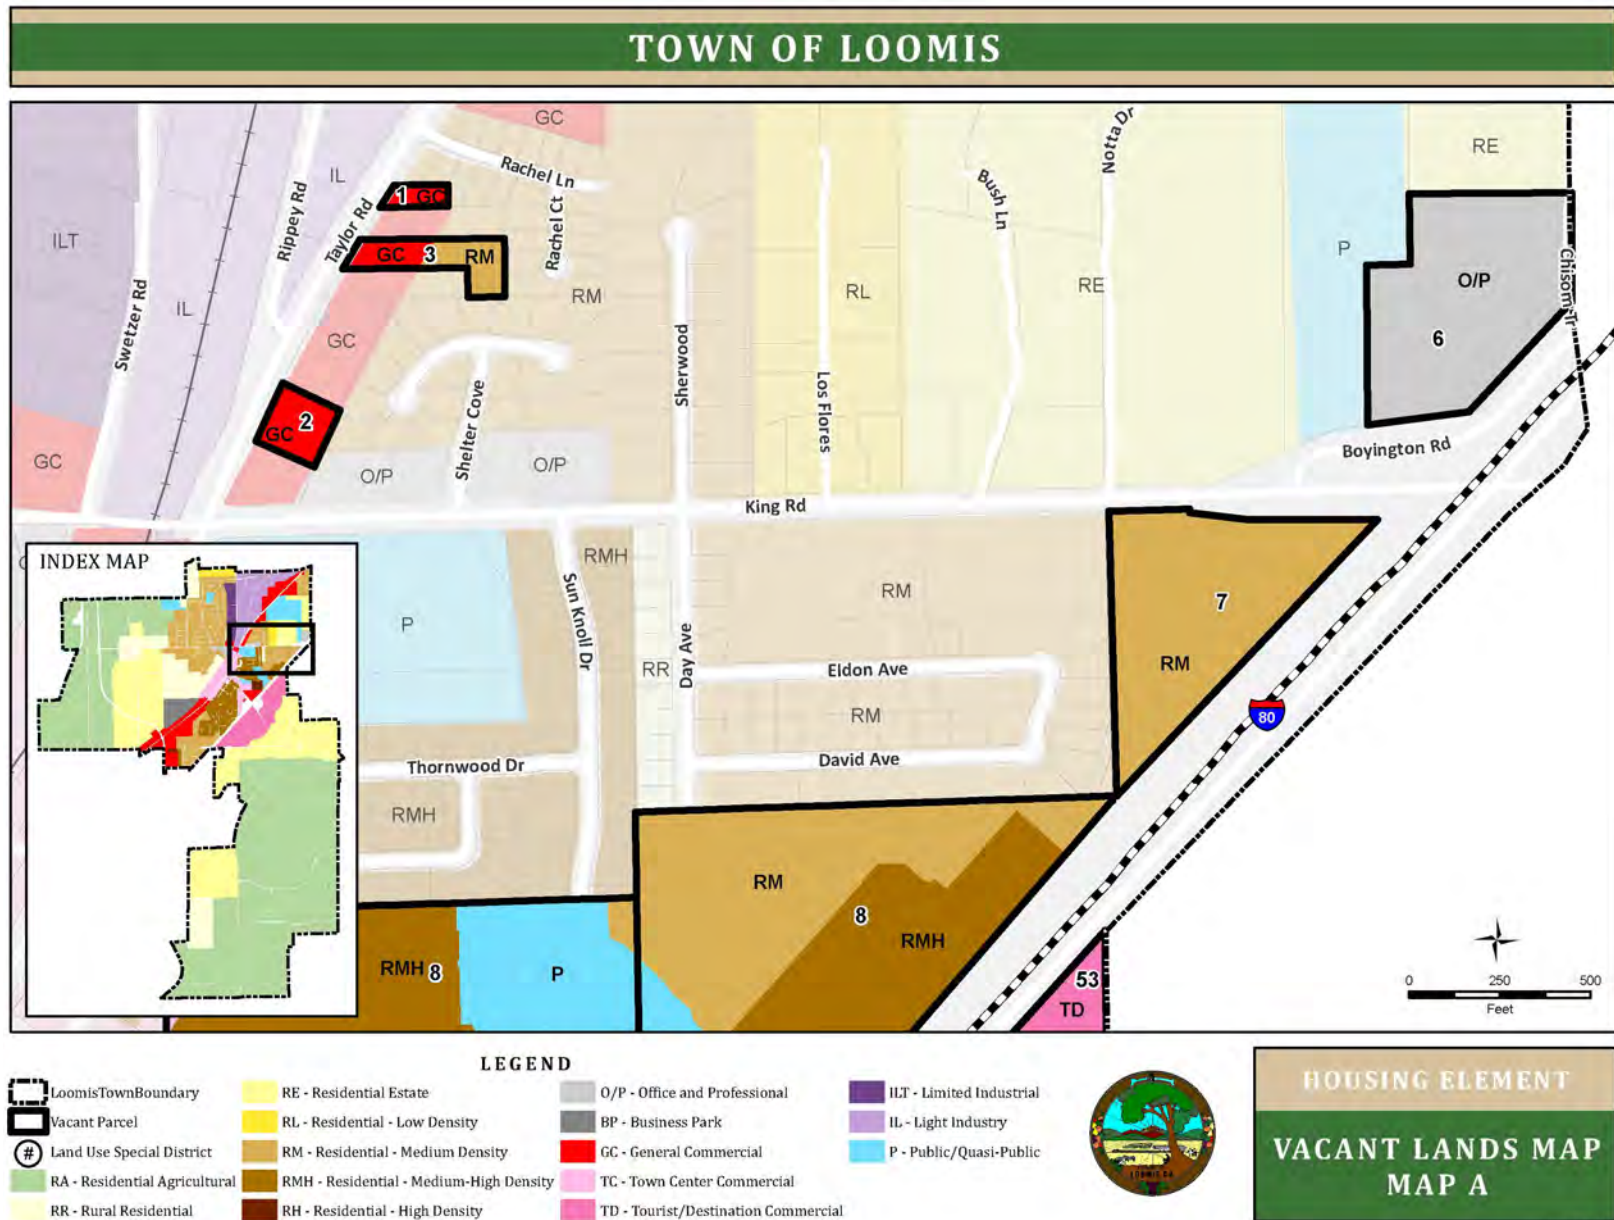 TOWN OF LOOMIS
GC
RE
Rachel Ln
Notta Dr
IL
Rippey Rd
Taylor Rd
1
GC
Bush Ln
ILT
Rachel Ct
P
GC
3
RM
Chisom Tr
O/P
Swetzer Rd
IL
RM
RL
RE
GC
6
Sherwood
Los Flores
Shelter Cove
2
GC
GC
O/P
O/P
Boyington Rd
King Rd
INDEX MAP
RMH
Sun Knoll Dr
RM
7
P
RR
Day Ave
Eldon Ave
RM
RM
80
Thornwood Dr
David Ave
RMH
RM
8
RMH
RMH
8
P
53
TD
0
250
500
Feet
LEGEND
LoomisTownBoundary
Vacant Parcel
# Land Use Special District
RA - Residential Agricultural
RR - Rural Residential
RE - Residential Estate
RL - Residential - Low Density
RM - Residential - Medium Density
RMH - Residential - Medium-High Density
RH - Residential - High Density
O/P - Office and Professional
BP - Business Park
GC - General Commercial
TC - Town Center Commercial
TD - Tourist/Destination Commercial
ILT - Limited Industrial
IL - Light Industry
P - Public/Quasi-Public
HOUSING ELEMENT
VACANT LANDS MAP
MAP A